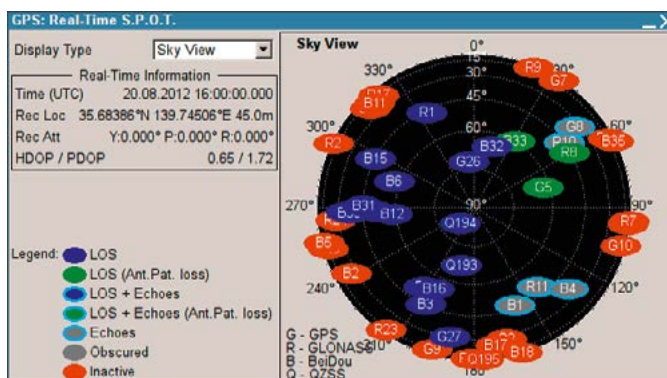 GPS: Real-Time S.P.O.T.
Display Type Sky View
Real-Time Information
Time (UTC) 20.08.2012 16:00:00.000
Rec Loc 35.68386°N 139.74506°E 45.0m
Rec Att Y:0.000° P:0.000° R:0.000°
HDOP / PDOP 0.65 / 1.72
Legend:
LOS
LOS (Ant.Pat. loss)
LOS + Echoes
LOS + Echoes (Ant.Pat. loss)
Echoes
Obscured
Inactive
Sky View
0°
15°
30°
45°
60°
90°
330°
30°
R9
G7
B11
R1
300°
60°
R2
G8
R10
R8
B35
B33
B32
G26
B15
B6
G5
270°
90°
B31
B12
Q194
R7
G10
B5
B2
Q193
240°
120°
B16
B3
R11
B4
B1
R23
210°
150°
G27
G9
B17
B18
Q195
180°
G - GPS
R - GLONASS
B - BeiDou
Q - QZSS